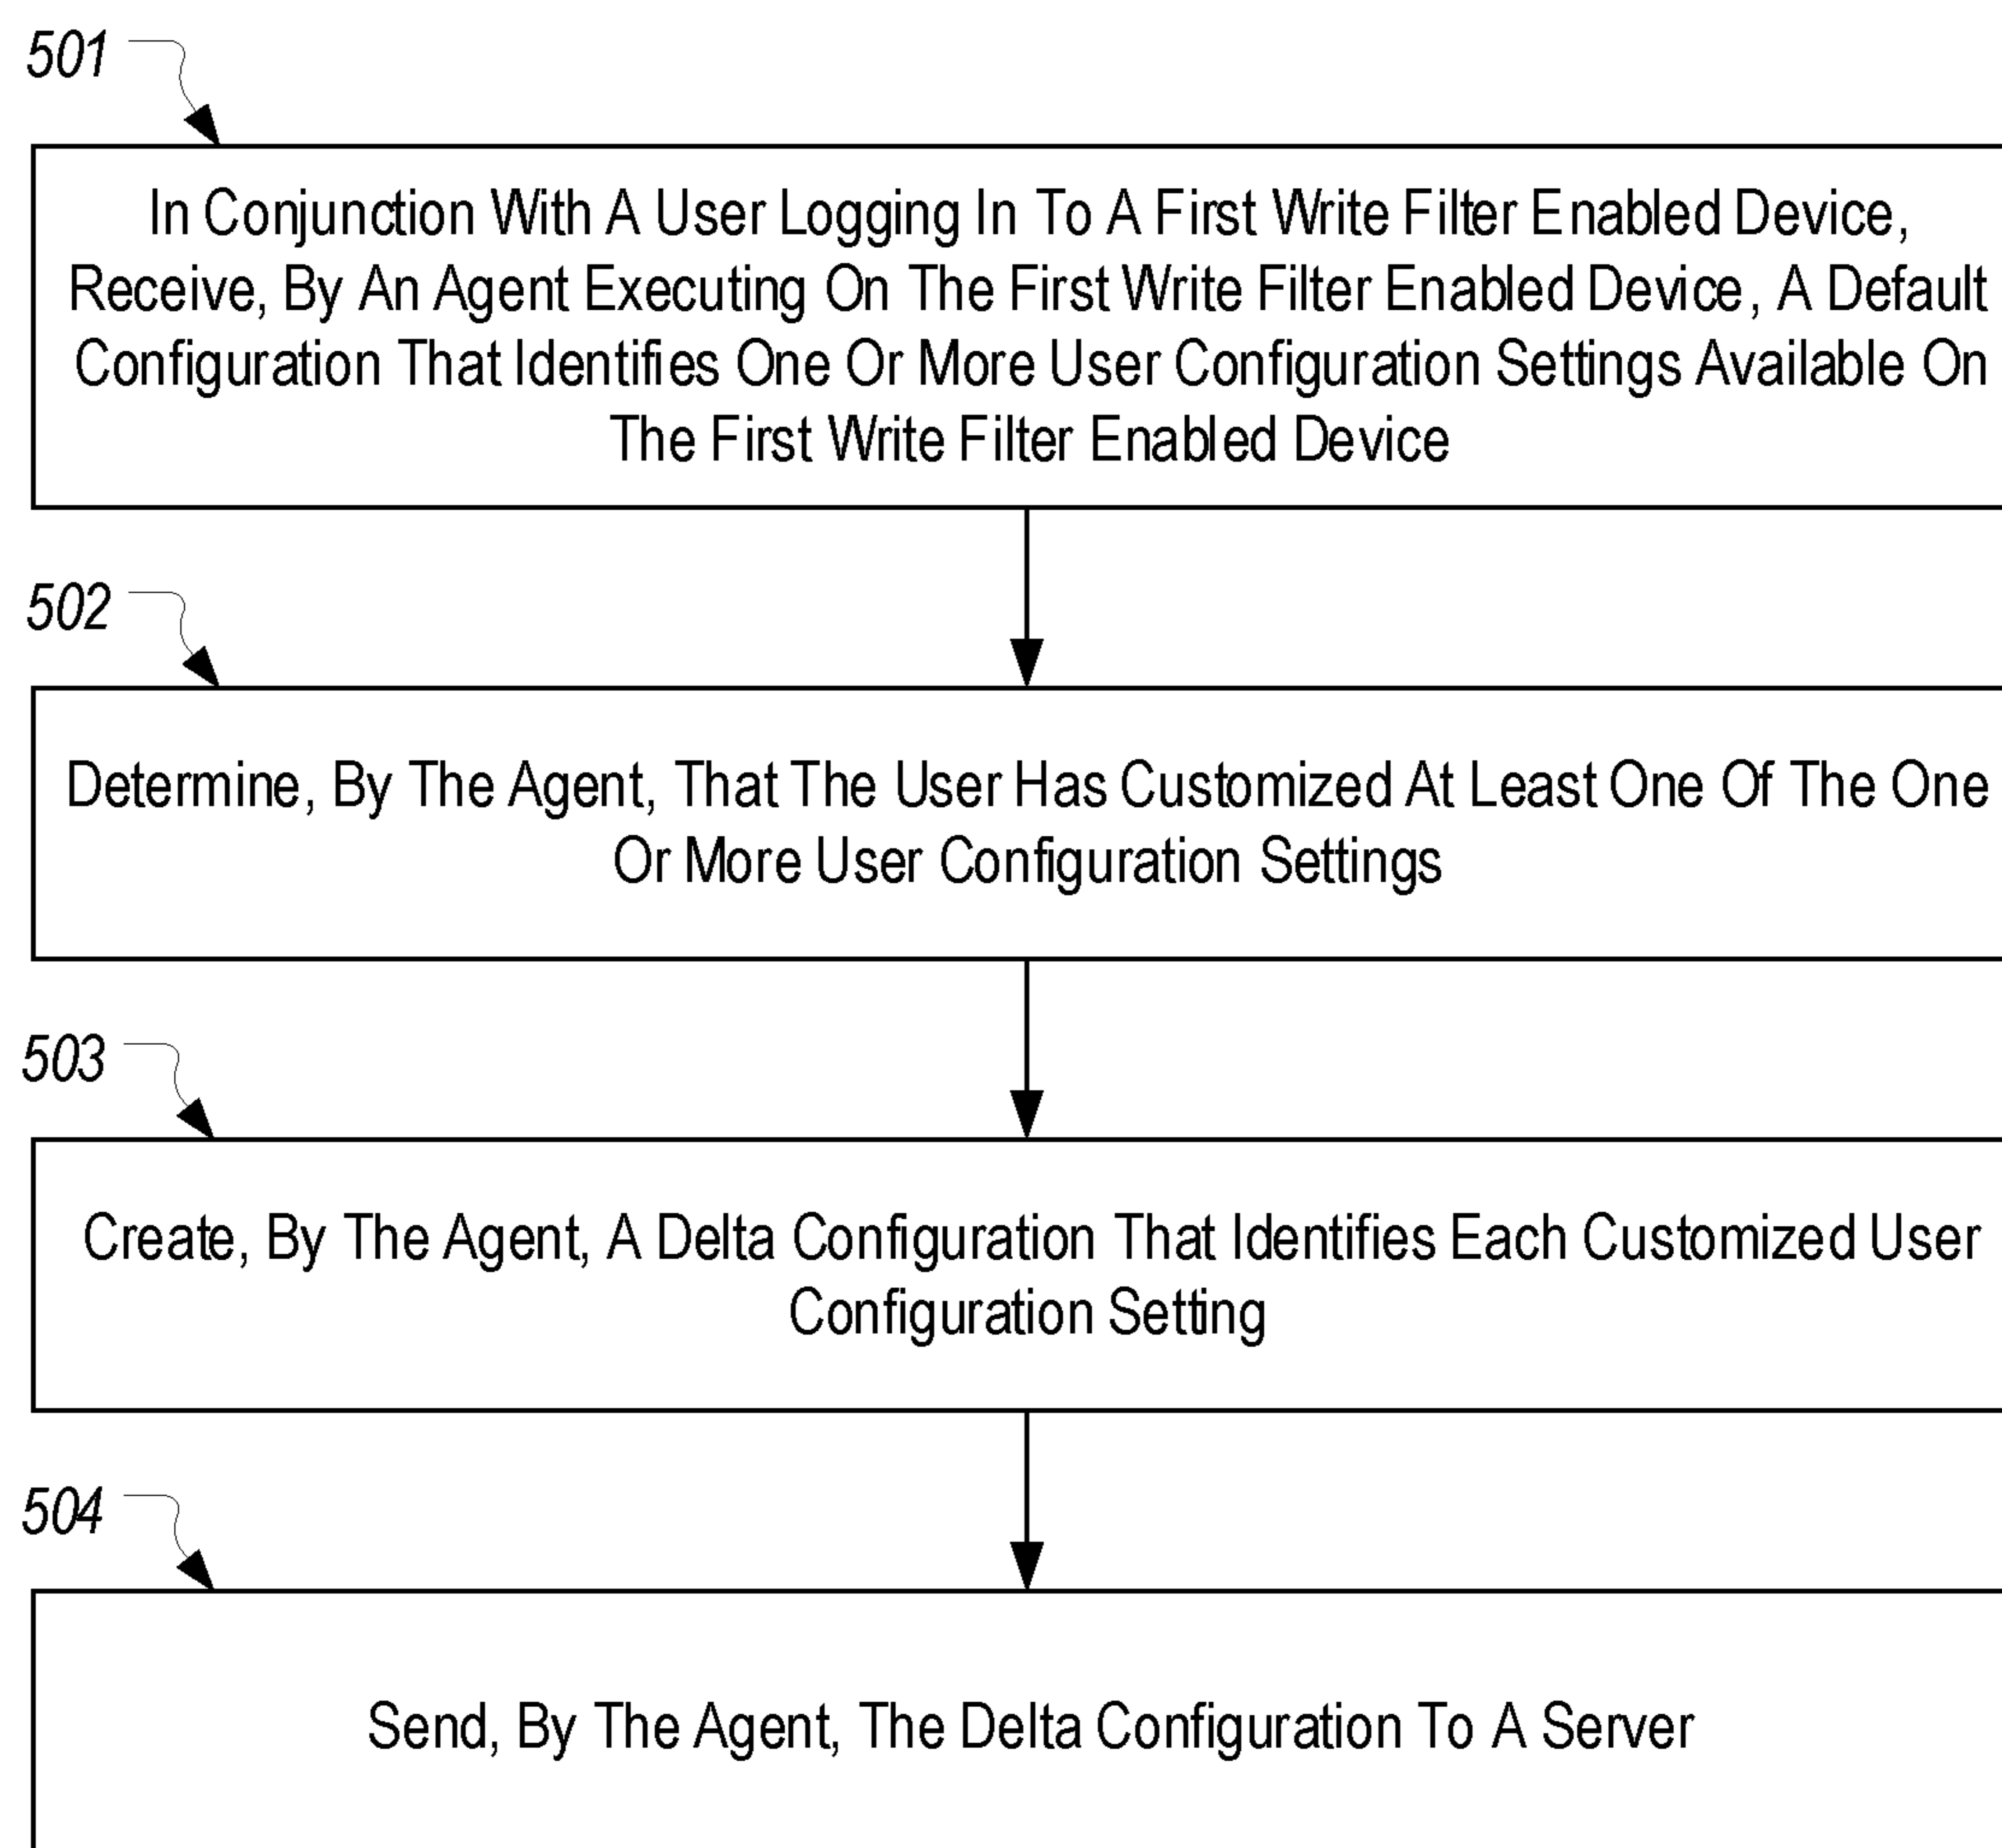 501
In Conjunction With A User Logging In To A First Write Filter Enabled Device,
Receive, By An Agent Executing On The First Write Filter Enabled Device, A Default
Configuration That Identifies One Or More User Configuration Settings Available On
The First Write Filter Enabled Device
502
Determine, By The Agent, That The User Has Customized At Least One Of The One
Or More User Configuration Settings
503
Create, By The Agent, A Delta Configuration That Identifies Each Customized User
Configuration Setting
504
Send, By The Agent, The Delta Configuration To A Server